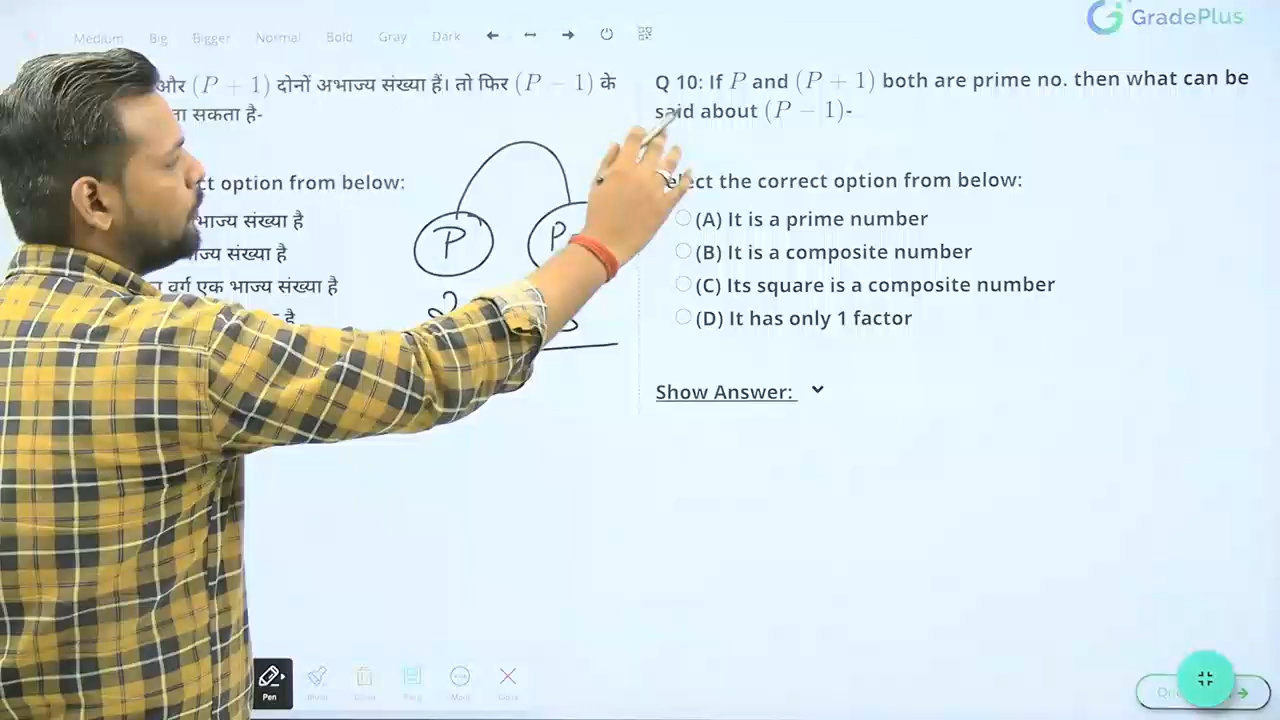 GradePlus
Medium Big Bigger Normal Bold Gray Dark
और (P + 1) दोनों अभाज्य संख्या हैं। तो फिर (P − 1) के
सकता है-
option from below:
संख्या है
संख्या है
वर्ग एक भाज्य संख्या है
है
P
2
Q 10: If P and (P + 1) both are prime no. then what can be
said about (P − 1)-
the correct option from below:
(A) It is a prime number
(B) It is a composite number
(C) Its square is a composite number
(D) It has only 1 factor
Show Answer:
Pen